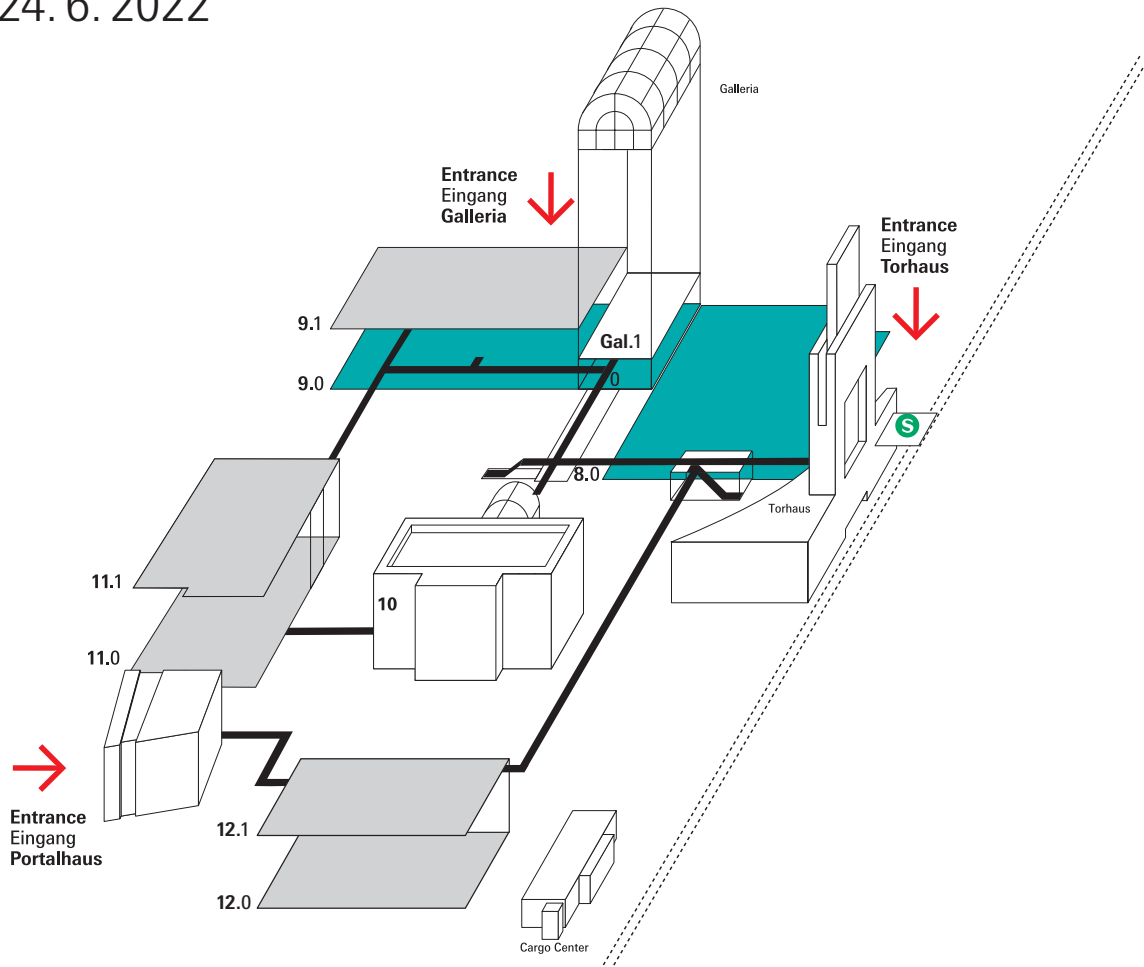 24. 6. 2022
Galleria
Entrance
Eingang
Galleria
Entrance
Eingang
Torhaus
9.1
Gal.1
9.0
0
S
8.0
Torhaus
11.1
10
11.0
Entrance
Eingang
Portalhaus
12.1
12.0
Cargo Center